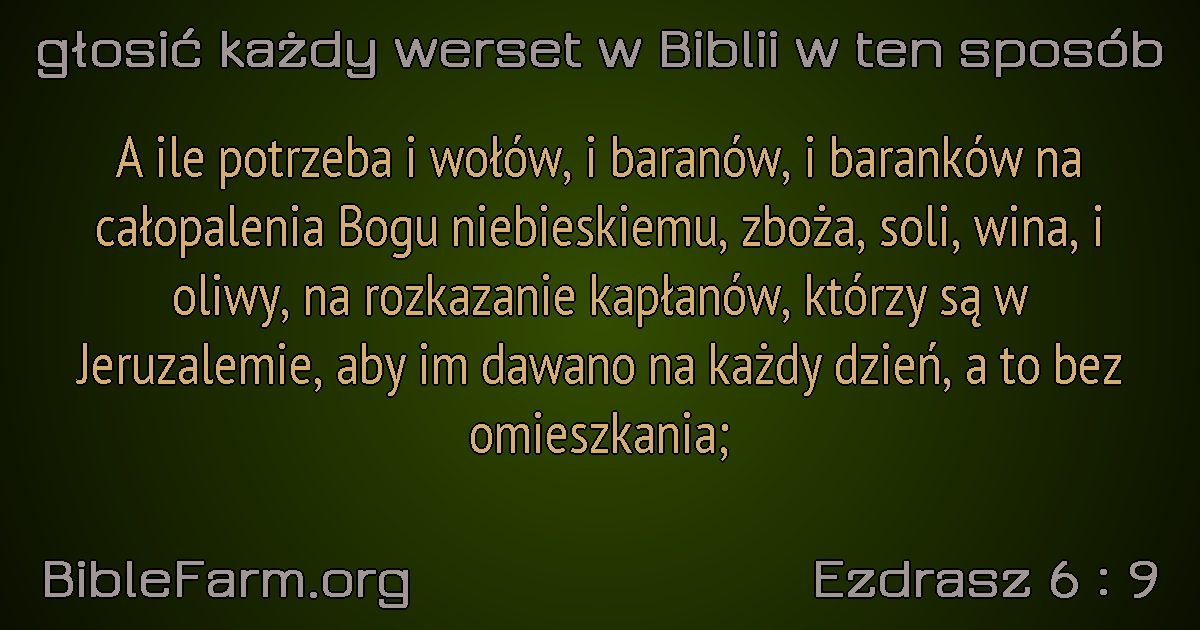 głosić każdy werset w Biblii w ten sposób
A ile potrzeba i wołów, i baranów, i baranków na
całopalenia Bogu niebieskiemu, zboża, soli, wina, i
oliwy, na rozkazanie kapłanów, którzy są w
Jeruzalemie, aby im dawano na każdy dzień, a to bez
omieszkania;
BibleFarm.org
Ezdrasz 6 : 9